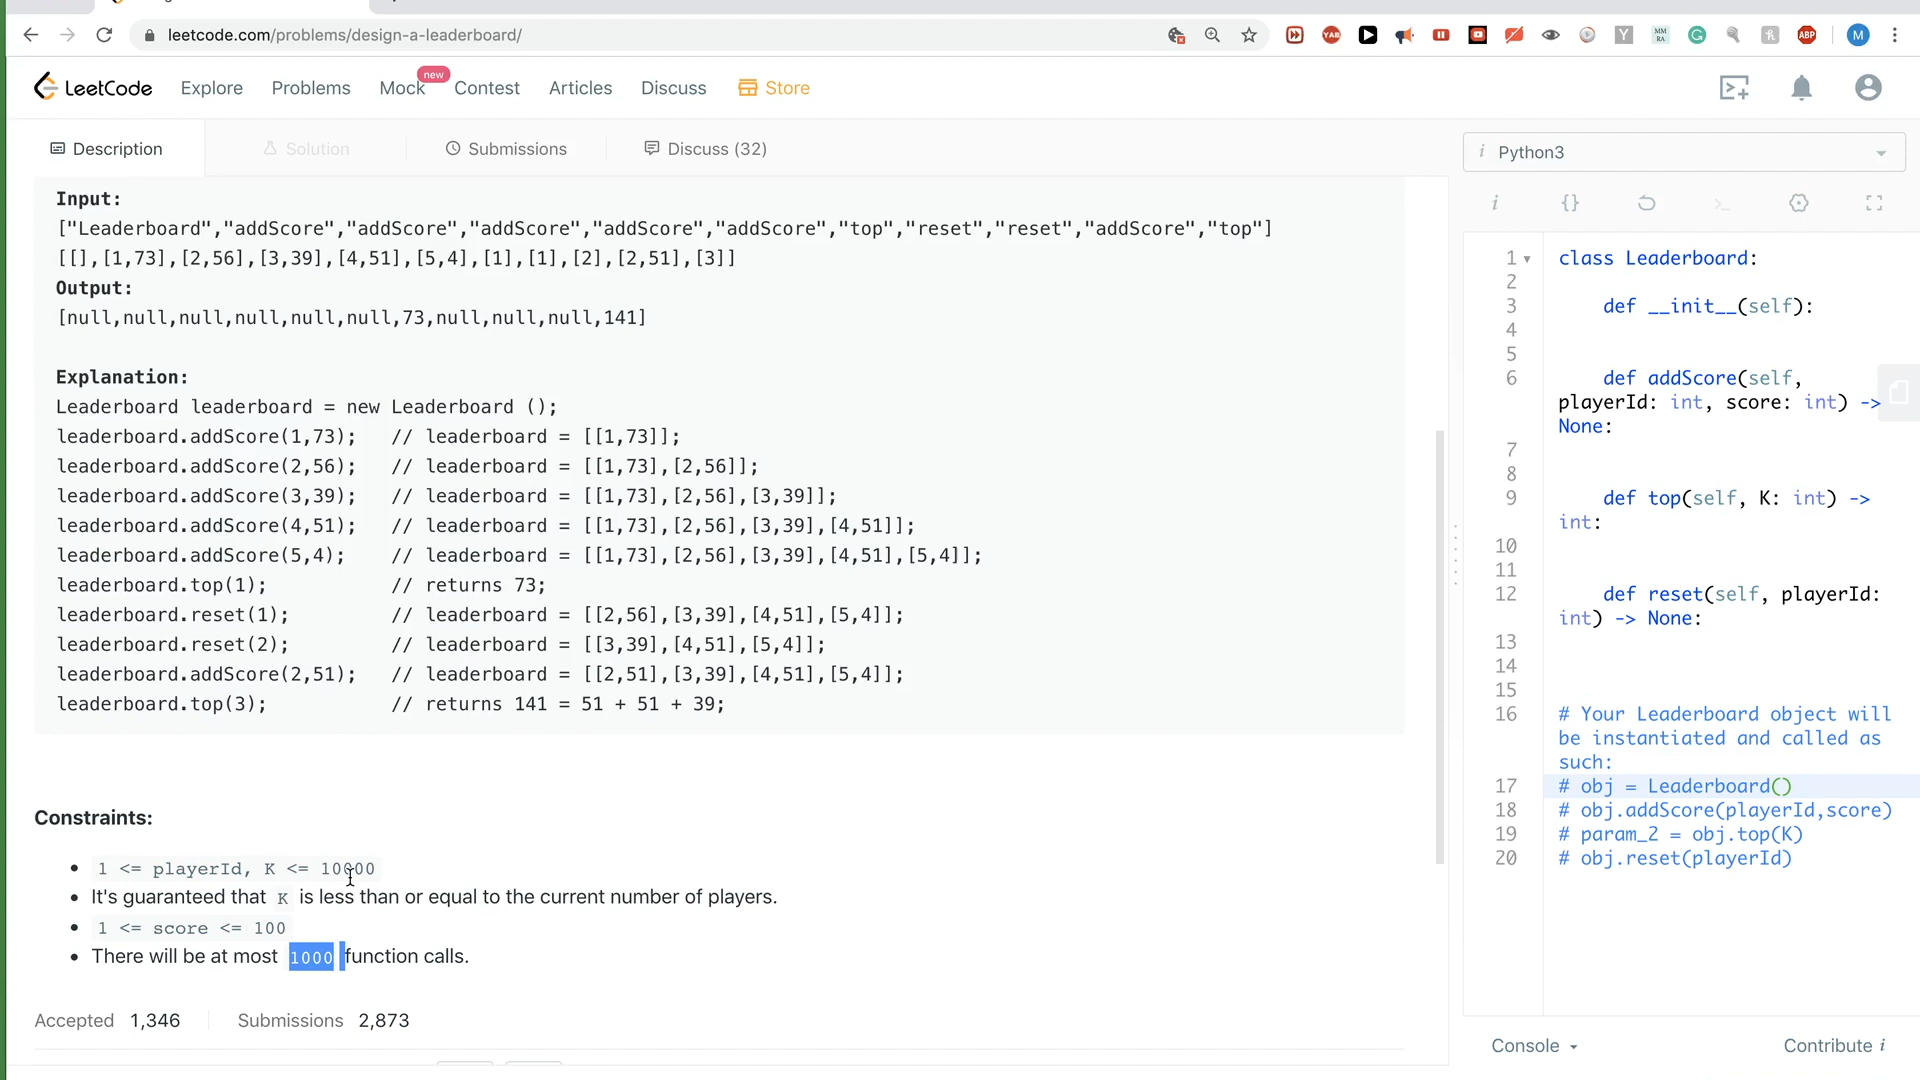 leetcode.com/problems/design-a-leaderboard/
LeetCode
Explore
Problems
Mock
new
Contest
Articles
Discuss
Store
Description
Solution
Submissions
Discuss (32)
Input:
["Leaderboard","addScore","addScore","addScore","addScore","addScore","top","reset","reset","addScore","top"]
[[],[1,73],[2,56],[3,39],[4,51],[5,4],[1],[1],[2],[2,51],[3]]
Output:
[null,null,null,null,null,null,73,null,null,null,141]
Explanation:
Leaderboard leaderboard = new Leaderboard ();
leaderboard.addScore(1,73);   // leaderboard = [[1,73]];
leaderboard.addScore(2,56);   // leaderboard = [[1,73],[2,56]];
leaderboard.addScore(3,39);   // leaderboard = [[1,73],[2,56],[3,39]];
leaderboard.addScore(4,51);   // leaderboard = [[1,73],[2,56],[3,39],[4,51]];
leaderboard.addScore(5,4);    // leaderboard = [[1,73],[2,56],[3,39],[4,51],[5,4]];
leaderboard.top(1);           // returns 73;
leaderboard.reset(1);         // leaderboard = [[2,56],[3,39],[4,51],[5,4]];
leaderboard.reset(2);         // leaderboard = [[3,39],[4,51],[5,4]];
leaderboard.addScore(2,51);   // leaderboard = [[2,51],[3,39],[4,51],[5,4]];
leaderboard.top(3);           // returns 141 = 51 + 51 + 39;
Constraints:
1 <= playerId, K <= 10000
It's guaranteed that K is less than or equal to the current number of players.
1 <= score <= 100
There will be at most 1000 function calls.
Accepted 1,346
Submissions 2,873
Python3
1 class Leaderboard:
2
3     def __init__(self):
4
5
6     def addScore(self,
playerId: int, score: int) ->
None:
7
8
9     def top(self, K: int) ->
int:
10
11
12     def reset(self, playerId:
int) -> None:
13
14
15
16 # Your Leaderboard object will
be instantiated and called as
such:
17 # obj = Leaderboard()
18 # obj.addScore(playerId,score)
19 # param_2 = obj.top(K)
20 # obj.reset(playerId)
Console
Contribute i